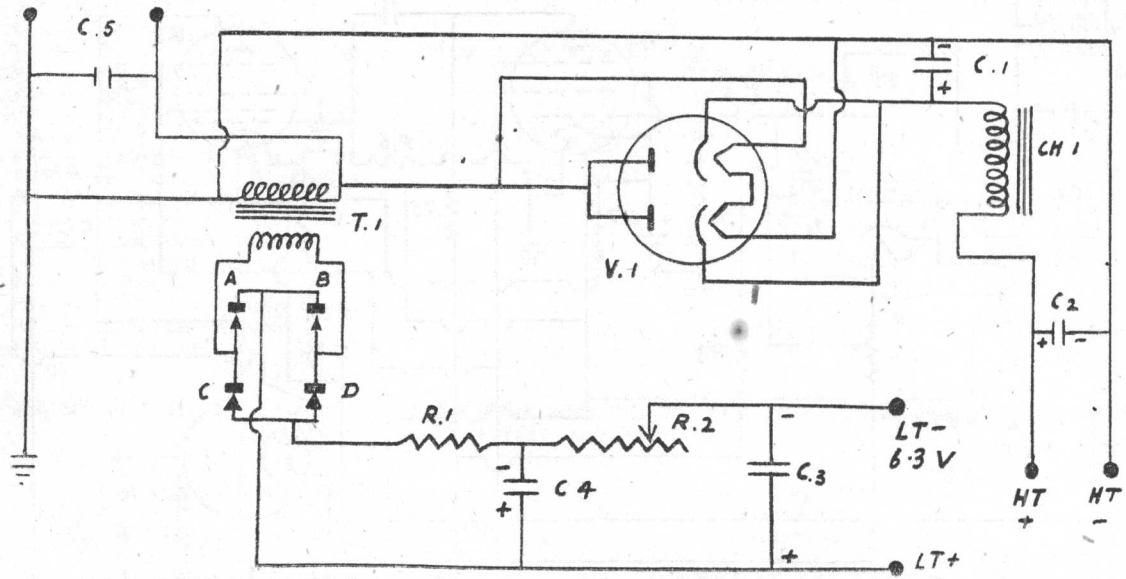 C.5
-
C.1
+
CH 1
T.1
V.1
A B
C D
C2
+ -
R.1
R.2
-
LT-
6.3 V
C.3
-
C 4
+
+
LT+
HT HT
+ -